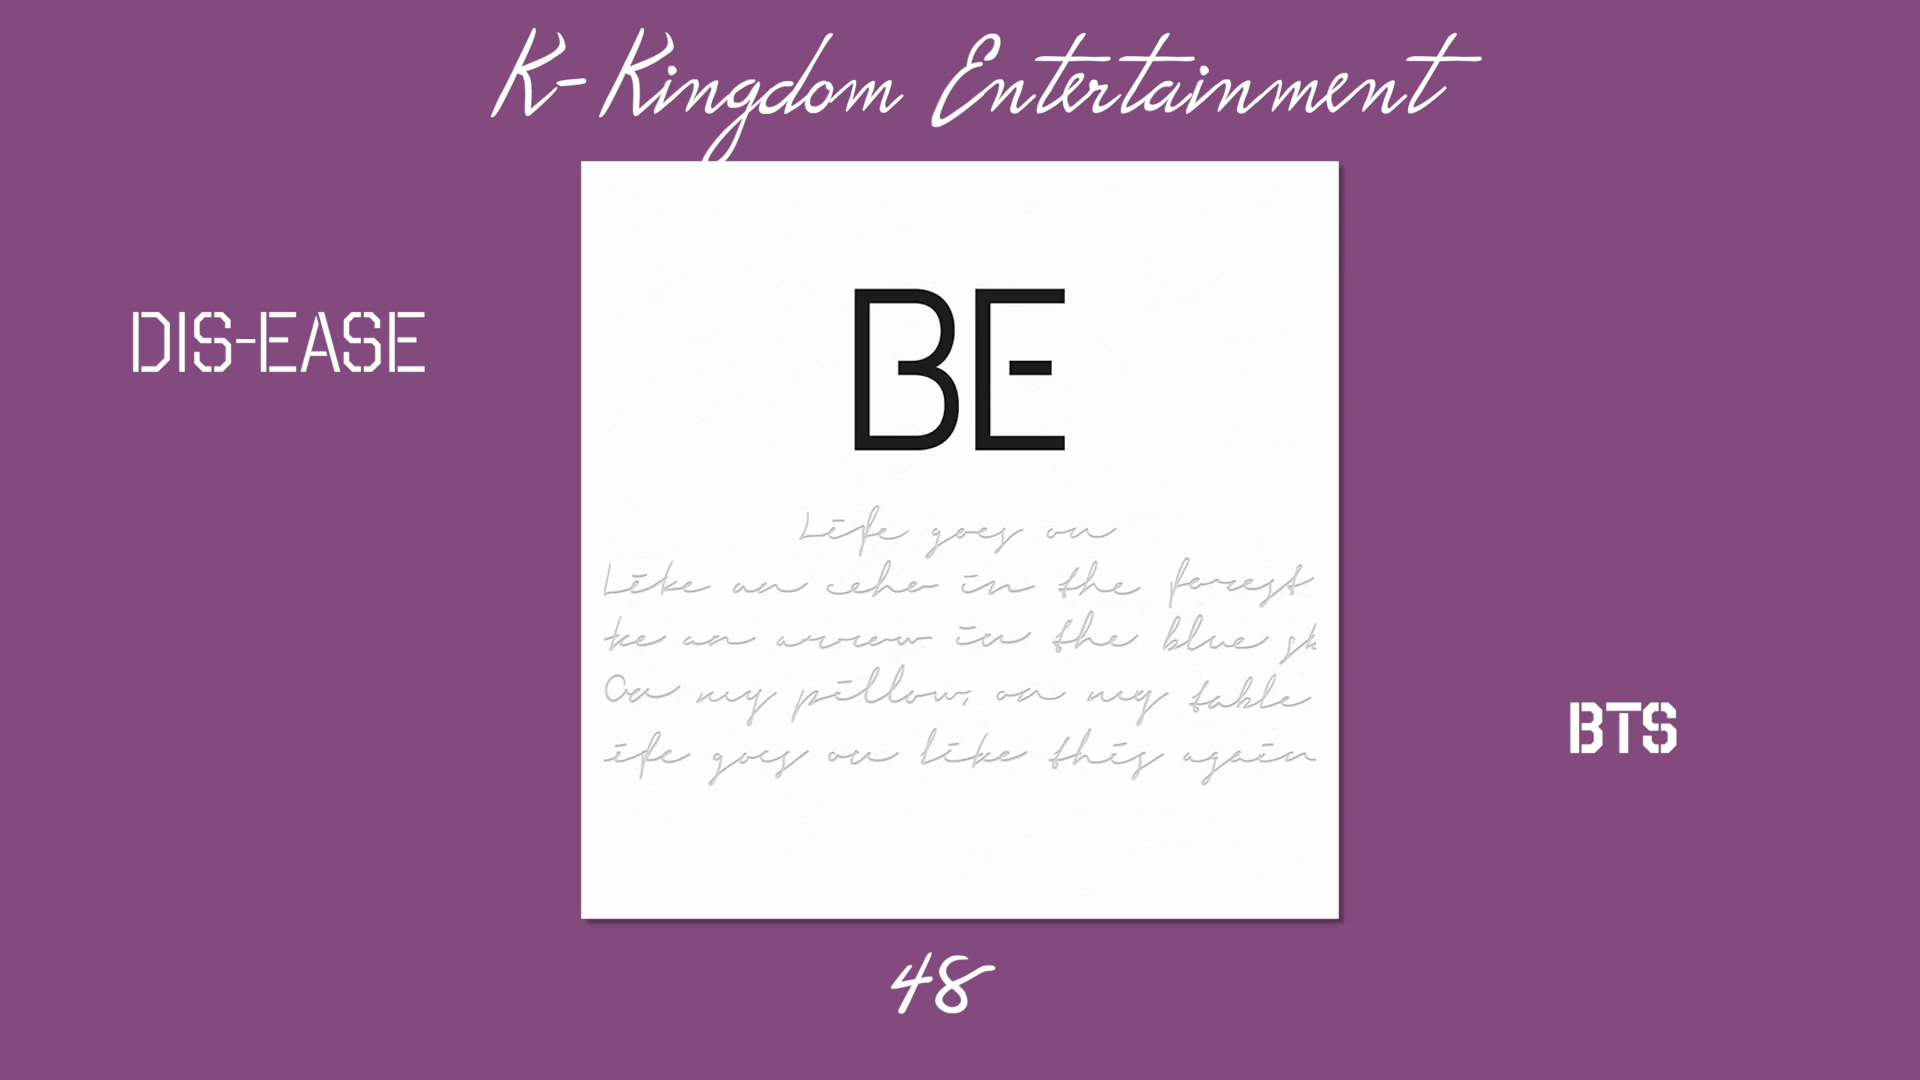 K-Kingdom Entertainment
DIS-EASE
BE
Life goes on
Like an echo in the forest
ke an arrow in the blue sk
On my pillow, on my table
ife goes on like this again
BTS
48